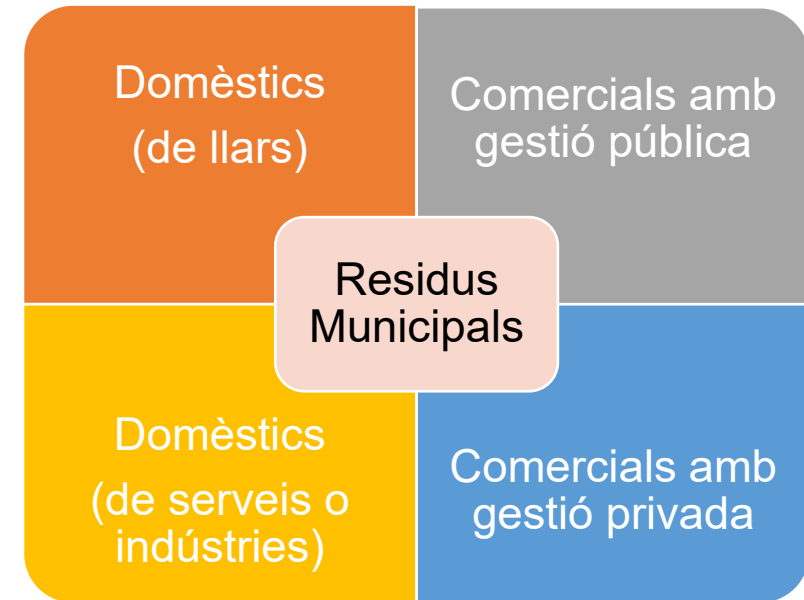 Domèstics
(de llars)
Comercials amb
gestió pública
Residus
Municipals
Domèstics
(de serveis o
indústries)
Comercials amb
gestió privada